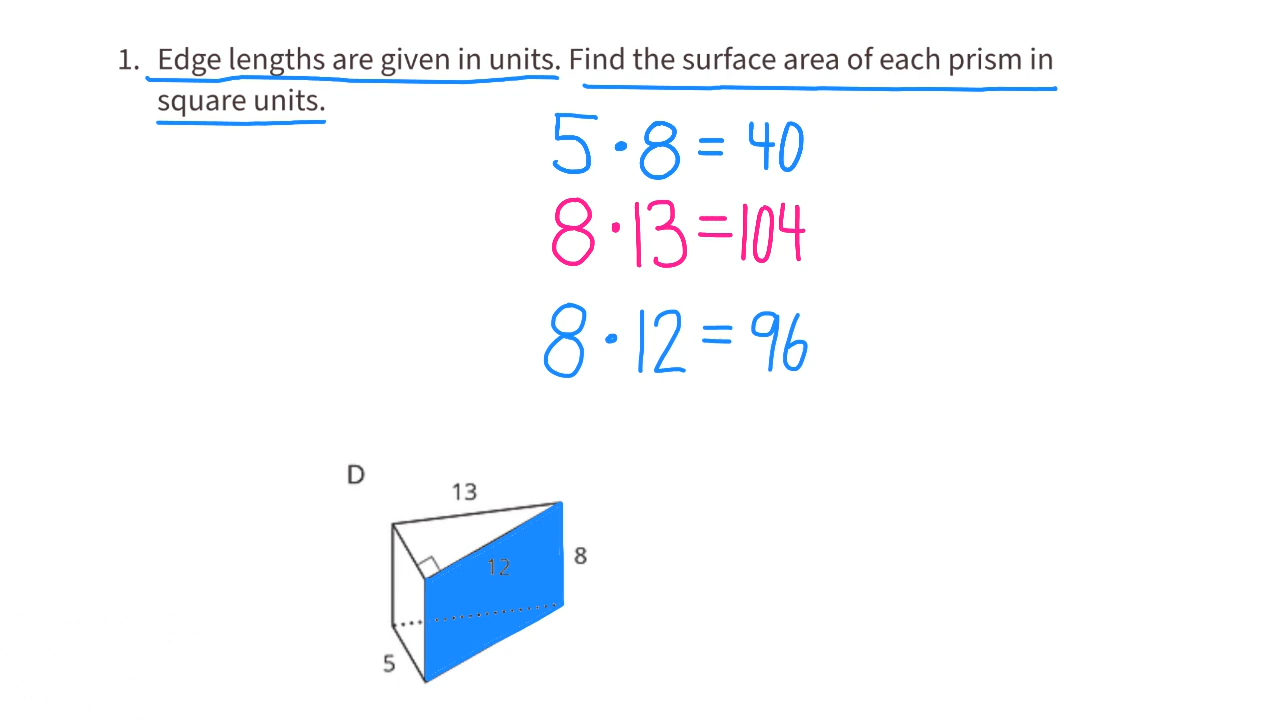 1. Edge lengths are given in units. Find the surface area of each prism in
square units.
5 · 8 = 40
8 · 13 = 104
8 · 12 = 96
D
13
12
8
5